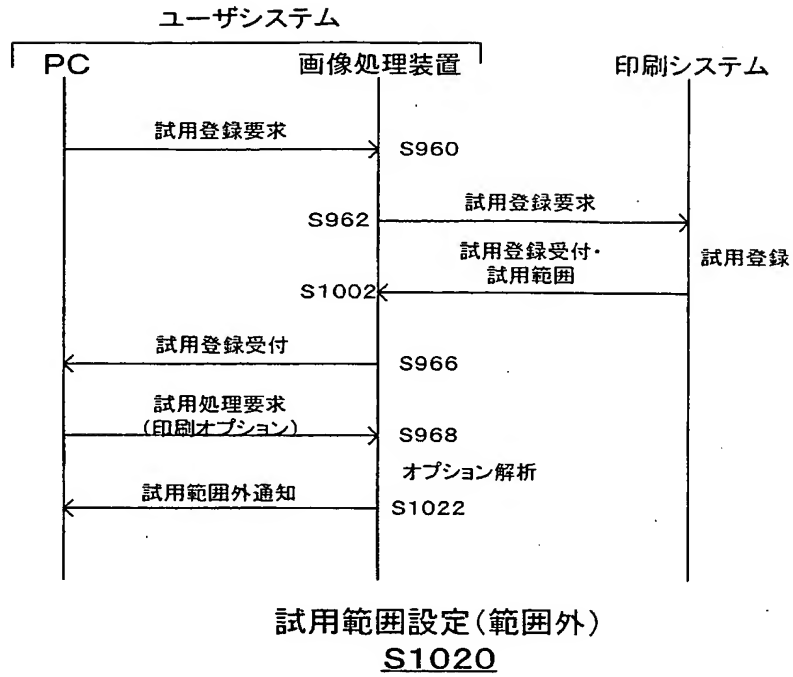 ユーザシステム
PC
画像処理装置
印刷システム
試用登録要求
S960
試用登録要求
S962
試用登録受付・
試用範囲
試用登録
S1002
試用登録受付
S966
試用処理要求
(印刷オプション)
S968
オプション解析
試用範囲外通知
S1022
試用範囲設定(範囲外)
S1020